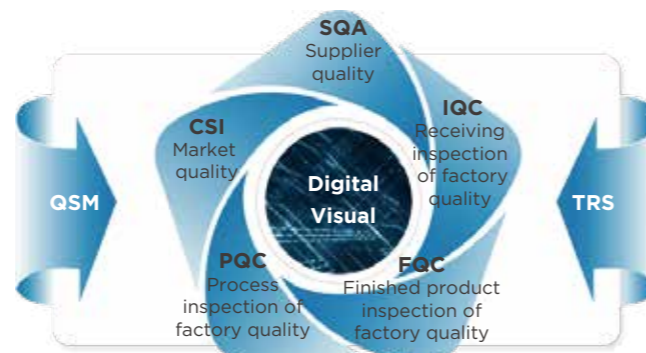 SQA
Supplier
quality
IQC
Receiving
inspection
of factory
quality
CSI
Market
quality
Digital
Visual
QSM
TRS
PQC
Process
inspection of
factory quality
FQC
Finished product
inspection of
factory quality